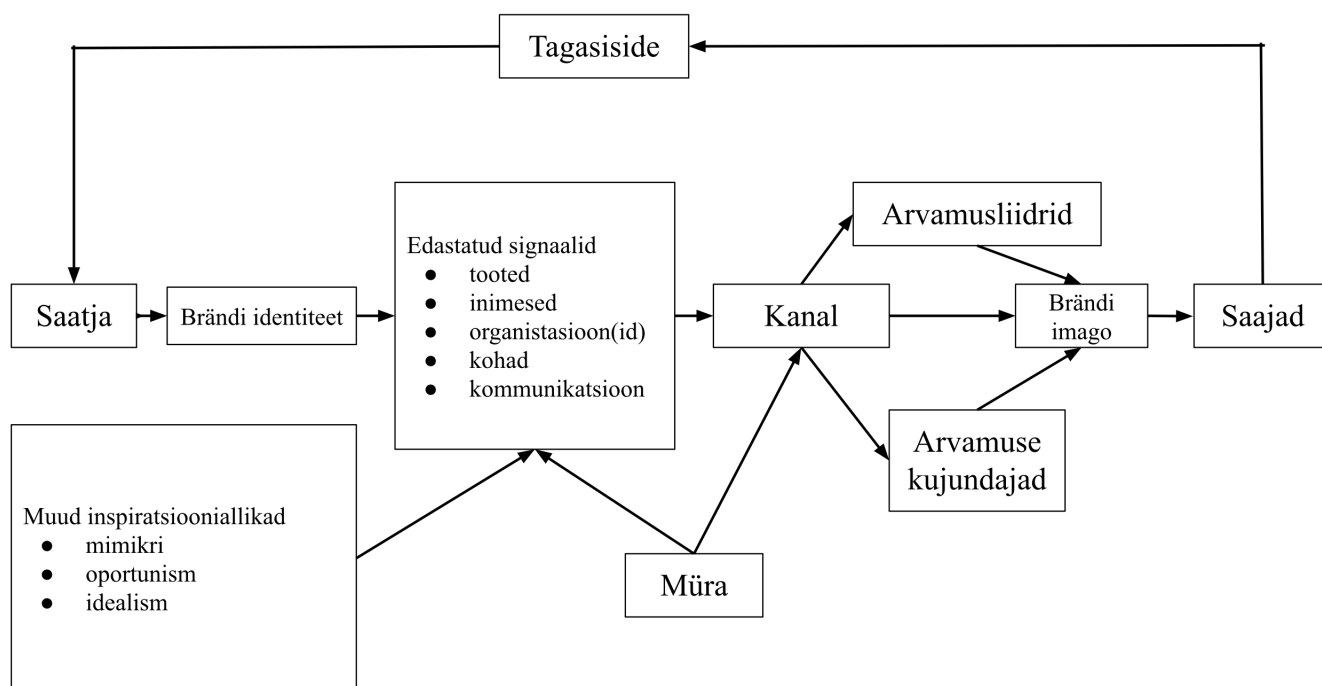 Tagasiside
Saatja
Brändi identiteet
Edastatud signaalid
● tooted
● inimesed
● organistasioon(id)
● kohad
● kommunikatsioon
Kanal
Arvamusliidrid
Brändi
imago
Saajad
Arvamuse
kujundajad
Muud inspiratsiooniallikad
● mimikri
● oportunism
● idealism
Müra